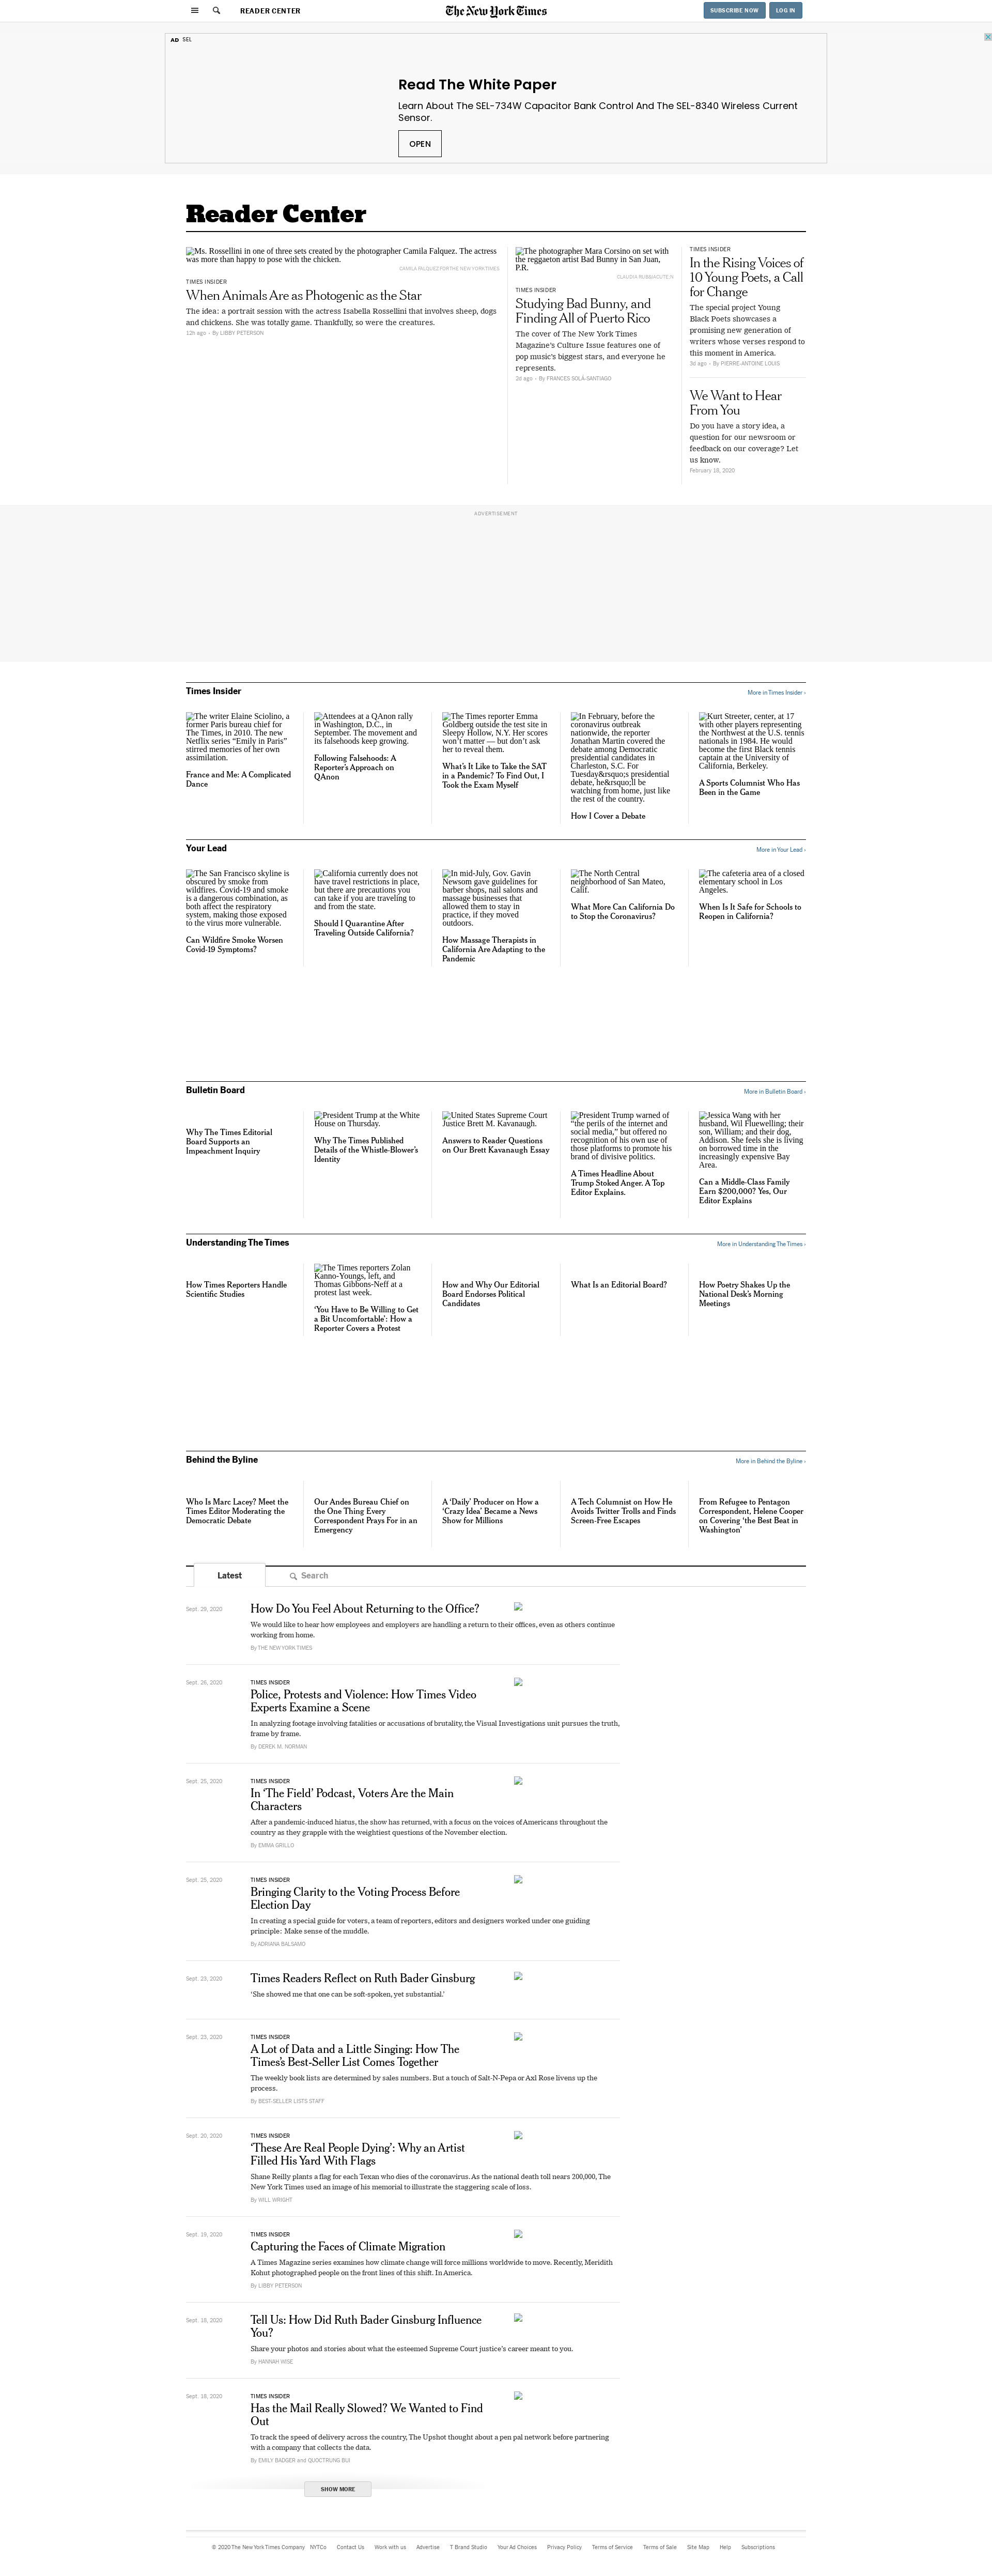 READER CENTER
The New York Times
SUBSCRIBE NOW
LOG IN
AD SEL
Read The White Paper
Learn About The SEL-734W Capacitor Bank Control And The SEL-8340 Wireless Current
Sensor.
OPEN
Reader Center
Ms. Rossellini in one of three sets created by the photographer Camila Falquez. The actress
was more than happy to pose with the chicken.
CAMILA FALQUEZ FOR THE NEW YORK TIMES
TIMES INSIDER
When Animals Are as Photogenic as the Star
The idea: a portrait session with the actress Isabella Rossellini that involves sheep, dogs
and chickens. She was totally game. Thankfully, so were the creatures.
12h ago - By LIBBY PETERSON
The photographer Mara Corsino on set with
the reggaeton artist Bad Bunny in San Juan,
P.R.
TIMES INSIDER
Studying Bad Bunny, and
Finding All of Puerto Rico
The cover of The New York Times
Magazine's Culture Issue features one of
pop music's biggest stars, and everyone he
represents.
2d ago - By FRANCES SOLÁ-SANTIAGO
TIMES INSIDER
In the Rising Voices of
10 Young Poets, a Call
for Change
The special project Young
Black Poets showcases a
promising new generation of
writers whose verses respond to
this moment in America.
3d ago - By PIERRE-ANTOINE LOUIS
We Want to Hear
From You
Do you have a story idea, a
question for our newsroom or
feedback on our coverage? Let
us know.
February 18, 2020
ADVERTISEMENT
Times Insider
More in Times Insider ›
The writer Elaine Sciolino, a
former Paris bureau chief for
The Times, in 2010. The new
Netflix series “Emily in Paris”
stirred memories of her own
assimilation.
France and Me: A Complicated
Dance
Attendees at a QAnon rally
in Washington, D.C., in
September. The movement and
its falsehoods keep growing.
Following Falsehoods: A
Reporter’s Approach on
QAnon
The Times reporter Emma
Goldberg outside the test site in
Sleepy Hollow, N.Y. Her scores
won’t matter — but don’t ask
her to reveal them.
What’s It Like to Take the SAT
in a Pandemic? To Find Out, I
Took the Exam Myself
In February, before the
coronavirus outbreak
nationwide, the reporter
Jonathan Martin covered the
debate among Democratic
presidential candidates in
Charleston, S.C. For
Tuesday&rsquo;s presidential
debate, he&rsquo;ll be
watching from home, just like
the rest of the country.
How I Cover a Debate
Kurt Streeter, center, at 17
with other players representing
the Northwest at the U.S. tennis
nationals in 1984. He would
become the first Black tennis
captain at the University of
California, Berkeley.
A Sports Columnist Who Has
Been in the Game
Your Lead
More in Your Lead ›
The San Francisco skyline is
obscured by smoke from
wildfires. Covid-19 and smoke
is a dangerous combination, as
both affect the respiratory
system, making those exposed
to the virus more vulnerable.
Can Wildfire Smoke Worsen
Covid-19 Symptoms?
California currently does not
have travel restrictions in place,
but there are precautions you
can take if you are traveling to
and from the state.
Should I Quarantine After
Traveling Outside California?
In mid-July, Gov. Gavin
Newsom gave guidelines for
barber shops, nail salons and
massage businesses that
allowed them to stay in
practice, if they moved
outdoors.
How Massage Therapists in
California Are Adapting to the
Pandemic
The North Central
neighborhood of San Mateo,
Calif.
What More Can California Do
to Stop the Coronavirus?
The cafeteria area of a closed
elementary school in Los
Angeles.
When Is It Safe for Schools to
Reopen in California?
Bulletin Board
More in Bulletin Board ›
Why The Times Editorial
Board Supports an
Impeachment Inquiry
President Trump at the White
House on Thursday.
Why The Times Published
Details of the Whistle-Blower’s
Identity
United States Supreme Court
Justice Brett M. Kavanaugh.
Answers to Reader Questions
on Our Brett Kavanaugh Essay
President Trump warned of
“the perils of the internet and
social media,” but offered no
recognition of his own use of
those platforms to promote his
brand of divisive politics.
A Times Headline About
Trump Stoked Anger. A Top
Editor Explains.
Jessica Wang with her
husband, Wil Fluewelling; their
son, William; and their dog,
Addison. She feels she is living
on borrowed time in the
increasingly expensive Bay
Area.
Can a Middle-Class Family
Earn $200,000? Yes, Our
Editor Explains
Understanding The Times
More in Understanding The Times ›
How Times Reporters Handle
Scientific Studies
The Times reporters Zolan
Kanno-Youngs, left, and
Thomas Gibbons-Neff at a
protest last week.
‘You Have to Be Willing to Get
a Bit Uncomfortable’: How a
Reporter Covers a Protest
How and Why Our Editorial
Board Endorses Political
Candidates
What Is an Editorial Board?
How Poetry Shakes Up the
National Desk’s Morning
Meetings
Behind the Byline
More in Behind the Byline ›
Who Is Marc Lacey? Meet the
Times Editor Moderating the
Democratic Debate
Our Andes Bureau Chief on
the One Thing Every
Correspondent Prays For in an
Emergency
A ‘Daily’ Producer on How a
‘Crazy Idea’ Became a News
Show for Millions
A Tech Columnist on How He
Avoids Twitter Trolls and Finds
Screen-Free Escapes
From Refugee to Pentagon
Correspondent, Helene Cooper
on Covering ‘the Best Beat in
Washington’
Latest
Search
Sept. 29, 2020
How Do You Feel About Returning to the Office?
We would like to hear how employees and employers are handling a return to their offices, even as others continue
working from home.
By THE NEW YORK TIMES
Sept. 26, 2020
TIMES INSIDER
Police, Protests and Violence: How Times Video
Experts Examine a Scene
In analyzing footage involving fatalities or accusations of brutality, the Visual Investigations unit pursues the truth,
frame by frame.
By DEREK M. NORMAN
Sept. 25, 2020
TIMES INSIDER
In ‘The Field’ Podcast, Voters Are the Main
Characters
After a pandemic-induced hiatus, the show has returned, with a focus on the voices of Americans throughout the
country as they grapple with the weightiest questions of the November election.
By EMMA GRILLO
Sept. 25, 2020
TIMES INSIDER
Bringing Clarity to the Voting Process Before
Election Day
In creating a special guide for voters, a team of reporters, editors and designers worked under one guiding
principle: Make sense of the muddle.
By ADRIANA BALSAMO
Sept. 23, 2020
Times Readers Reflect on Ruth Bader Ginsburg
‘She showed me that one can be soft-spoken, yet substantial.’
Sept. 23, 2020
TIMES INSIDER
A Lot of Data and a Little Singing: How The
Times’s Best-Seller List Comes Together
The weekly book lists are determined by sales numbers. But a touch of Salt-N-Pepa or Axl Rose livens up the
process.
By BEST-SELLER LISTS STAFF
Sept. 20, 2020
TIMES INSIDER
‘These Are Real People Dying’: Why an Artist
Filled His Yard With Flags
Shane Reilly plants a flag for each Texan who dies of the coronavirus. As the national death toll nears 200,000, The
New York Times used an image of his memorial to illustrate the staggering scale of loss.
By WILL WRIGHT
Sept. 19, 2020
TIMES INSIDER
Capturing the Faces of Climate Migration
A Times Magazine series examines how climate change will force millions worldwide to move. Recently, Meridith
Kohut photographed people on the front lines of this shift. In America.
By LIBBY PETERSON
Sept. 18, 2020
Tell Us: How Did Ruth Bader Ginsburg Influence
You?
Share your photos and stories about what the esteemed Supreme Court justice’s career meant to you.
By HANNAH WISE
Sept. 18, 2020
TIMES INSIDER
Has the Mail Really Slowed? We Wanted to Find
Out
To track the speed of delivery across the country, The Upshot thought about a pen pal network before partnering
with a company that collects the data.
By EMILY BADGER and QUOCTRUNG BUI
SHOW MORE
© 2020 The New York Times Company NYTCo Contact Us Work with us Advertise T Brand Studio Your Ad Choices Privacy Policy Terms of Service Terms of Sale Site Map Help Subscriptions